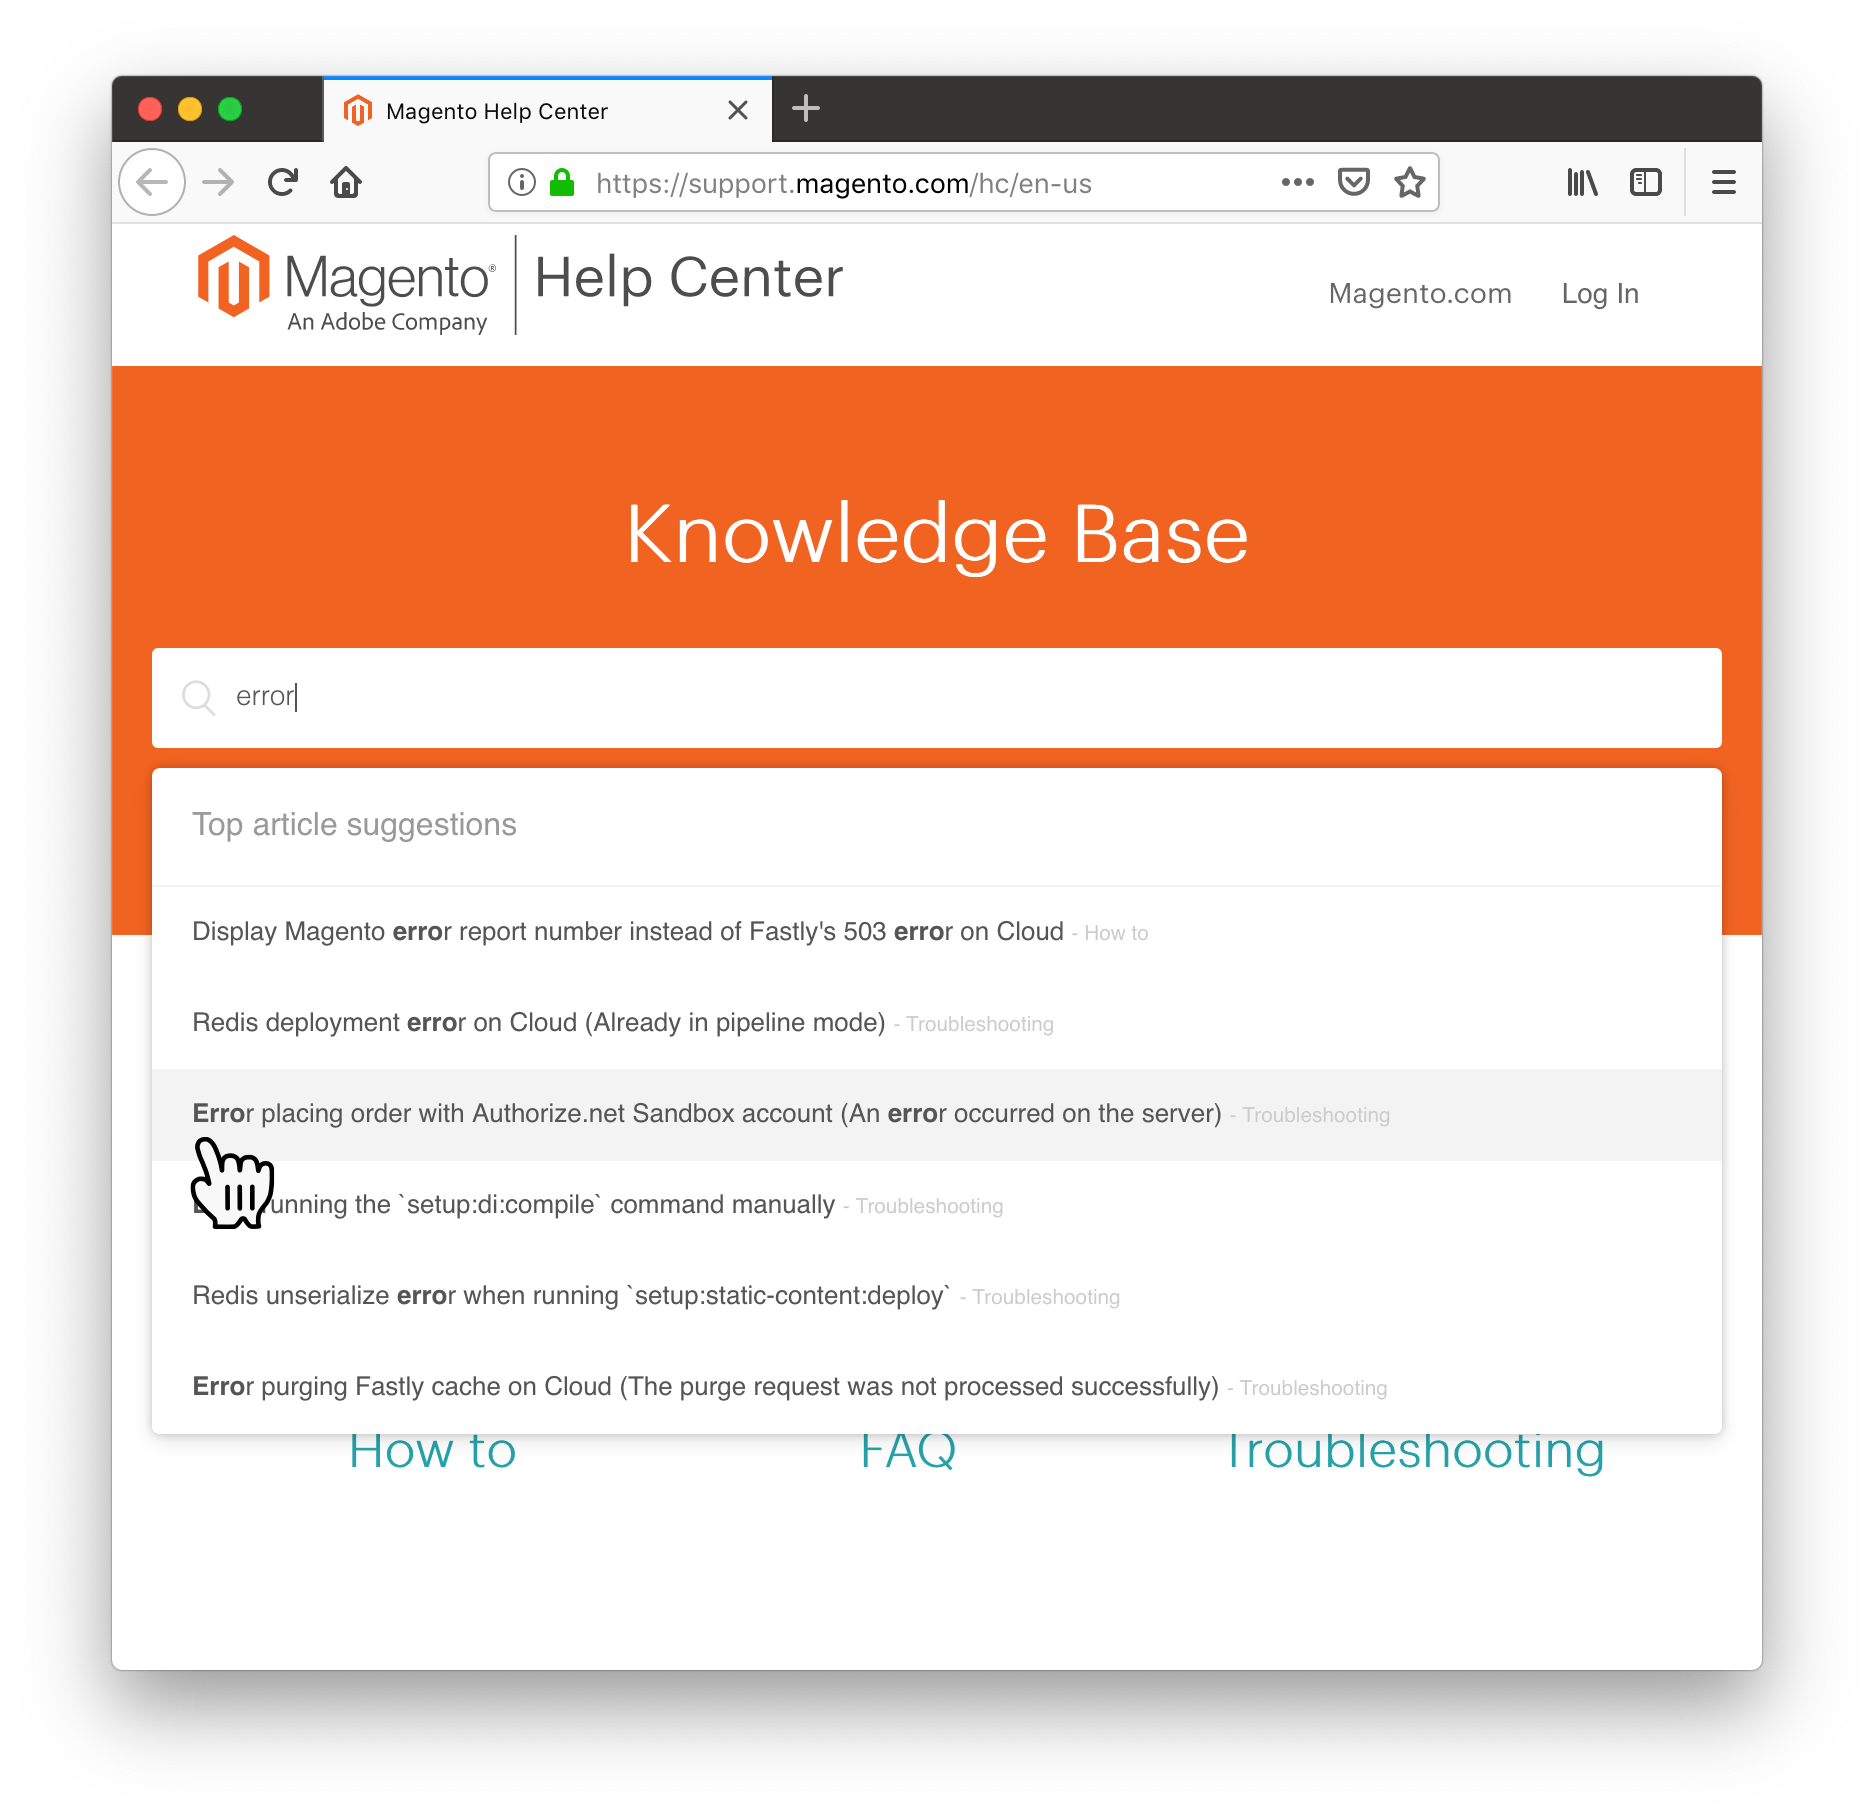 Magento Help Center
https://support.magento.com/hc/en-us
Magento®
An Adobe Company
Help Center
Magento.com
Log In
Knowledge Base
error
Top article suggestions
Display Magento error report number instead of Fastly's 503 error on Cloud - How to
Redis deployment error on Cloud (Already in pipeline mode) - Troubleshooting
Error placing order with Authorize.net Sandbox account (An error occurred on the server) - Troubleshooting
the `setup:di:compile` command manually - Troubleshooting
Redis unserialize error when running `setup:static-content:deploy` - Troubleshooting
Error purging Fastly cache on Cloud (The purge request was not processed successfully) - Troubleshooting
How to
FAQ
Troubleshooting